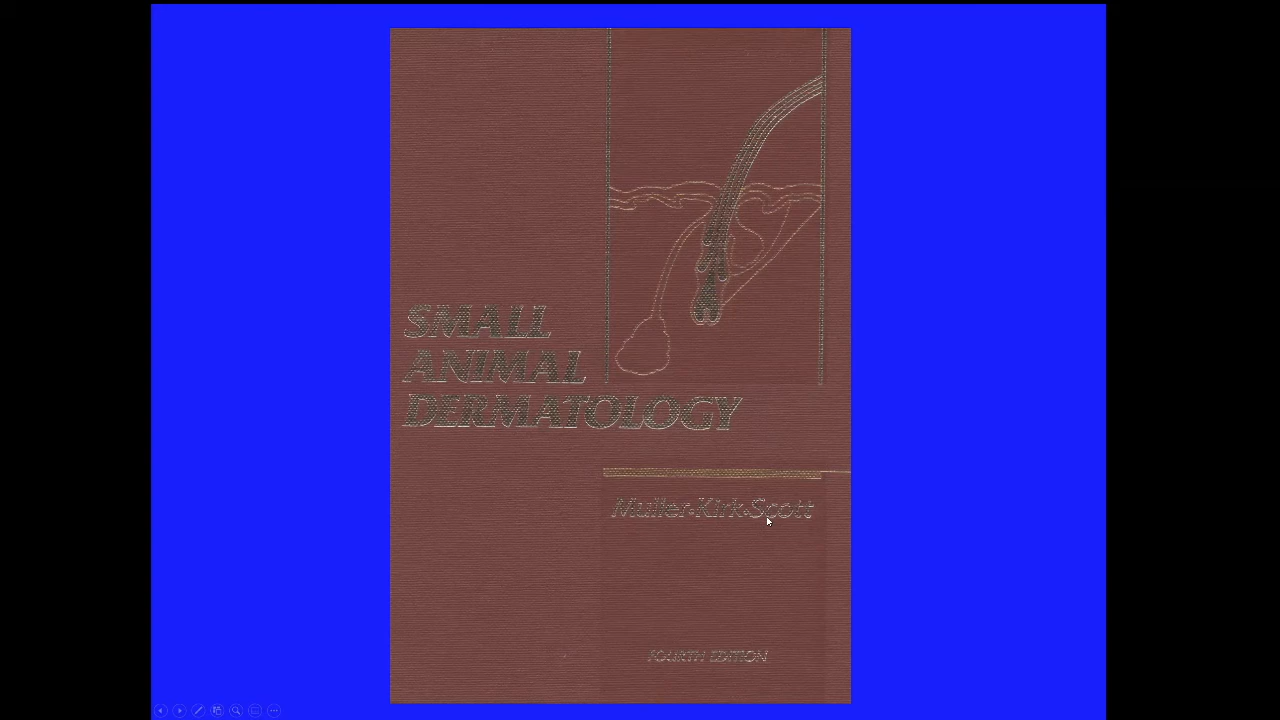 SMALL
ANIMAL
DERMATOLOGY
Muller·Kirk·Scott
FOURTH EDITION